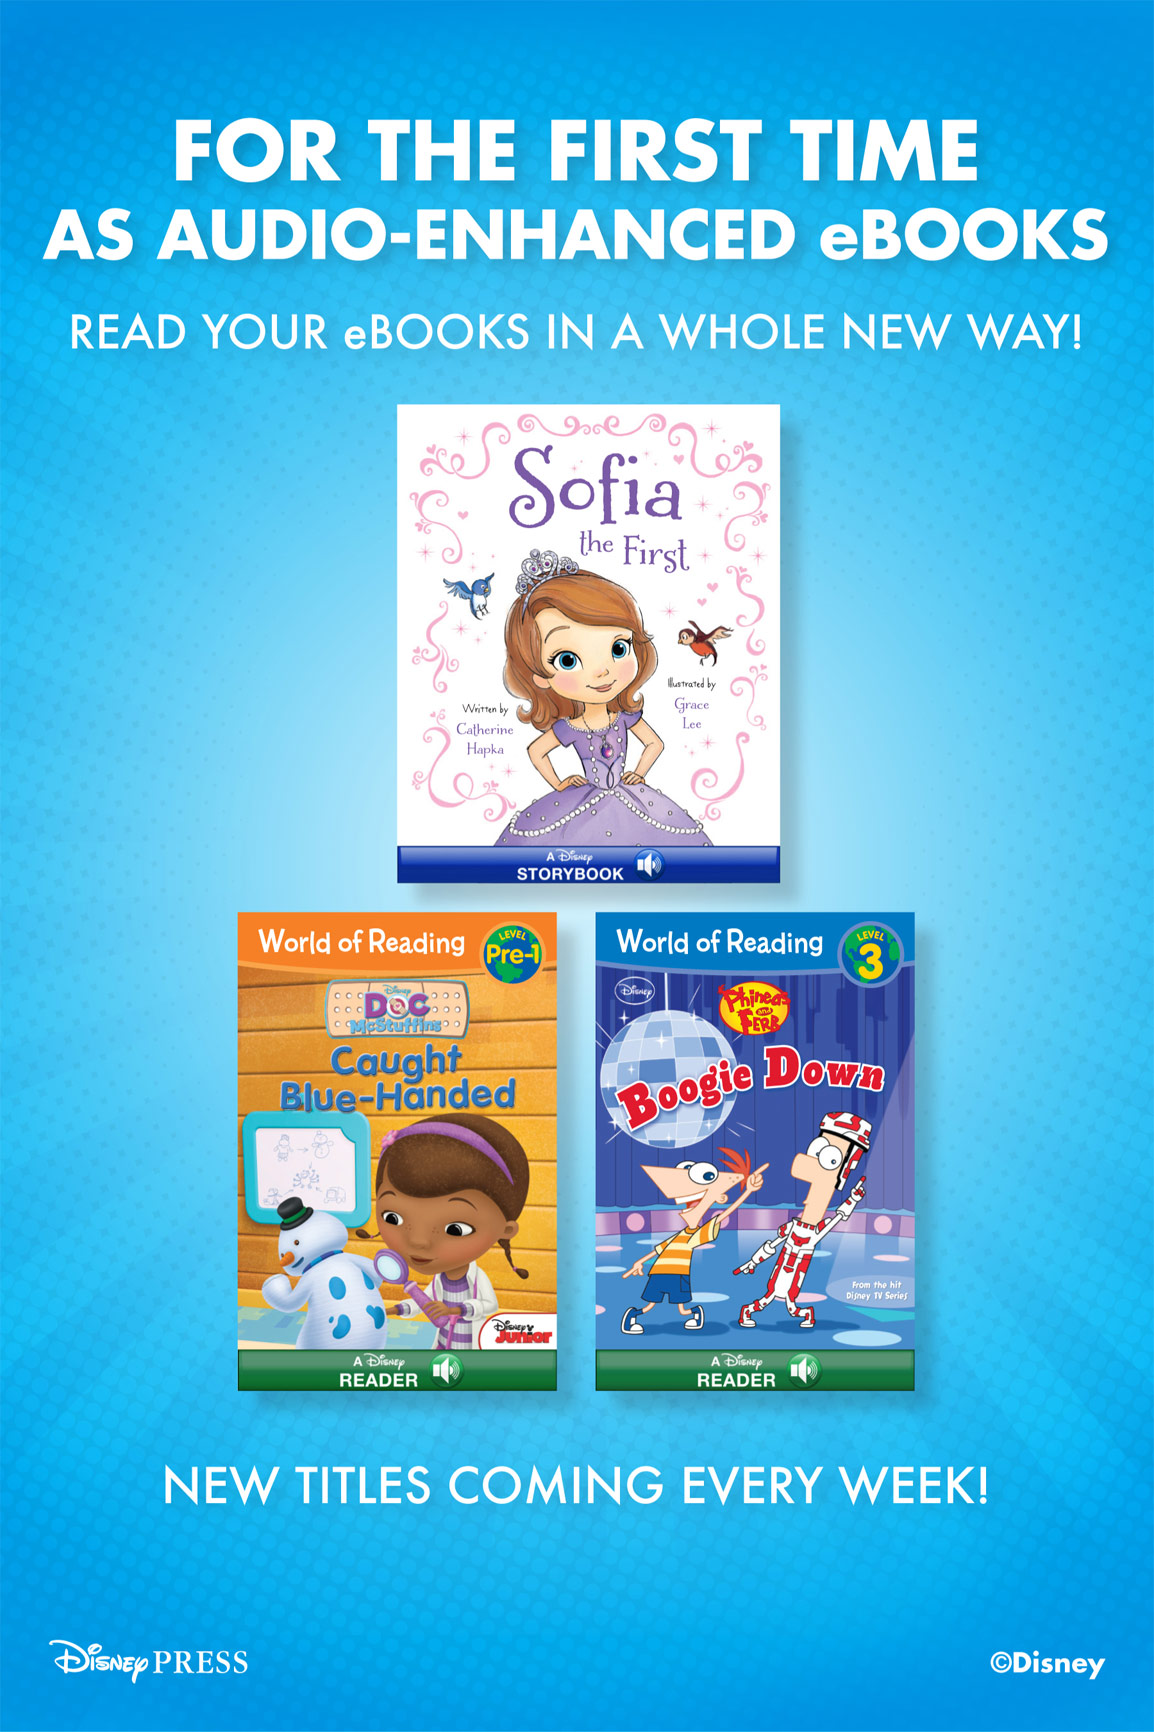 FOR THE FIRST TIME
AS AUDIO-ENHANCED eBOOKS
READ YOUR eBOOKS IN A WHOLE NEW WAY!
Sofia
the First
Written by
Catherine
Hapka
Illustrated by
Grace
Lee
A Disney
STORYBOOK
World of Reading
LEVEL
Pre-1
Disney
DOC
McStuffins
Caught
Blue-Handed
Disney
Junior
A Disney
READER
World of Reading
LEVEL
3
Disney
Phineas
and
FERB
Boogie Down
From the hit
Disney TV Series
A Disney
READER
NEW TITLES COMING EVERY WEEK!
Disney PRESS
©Disney